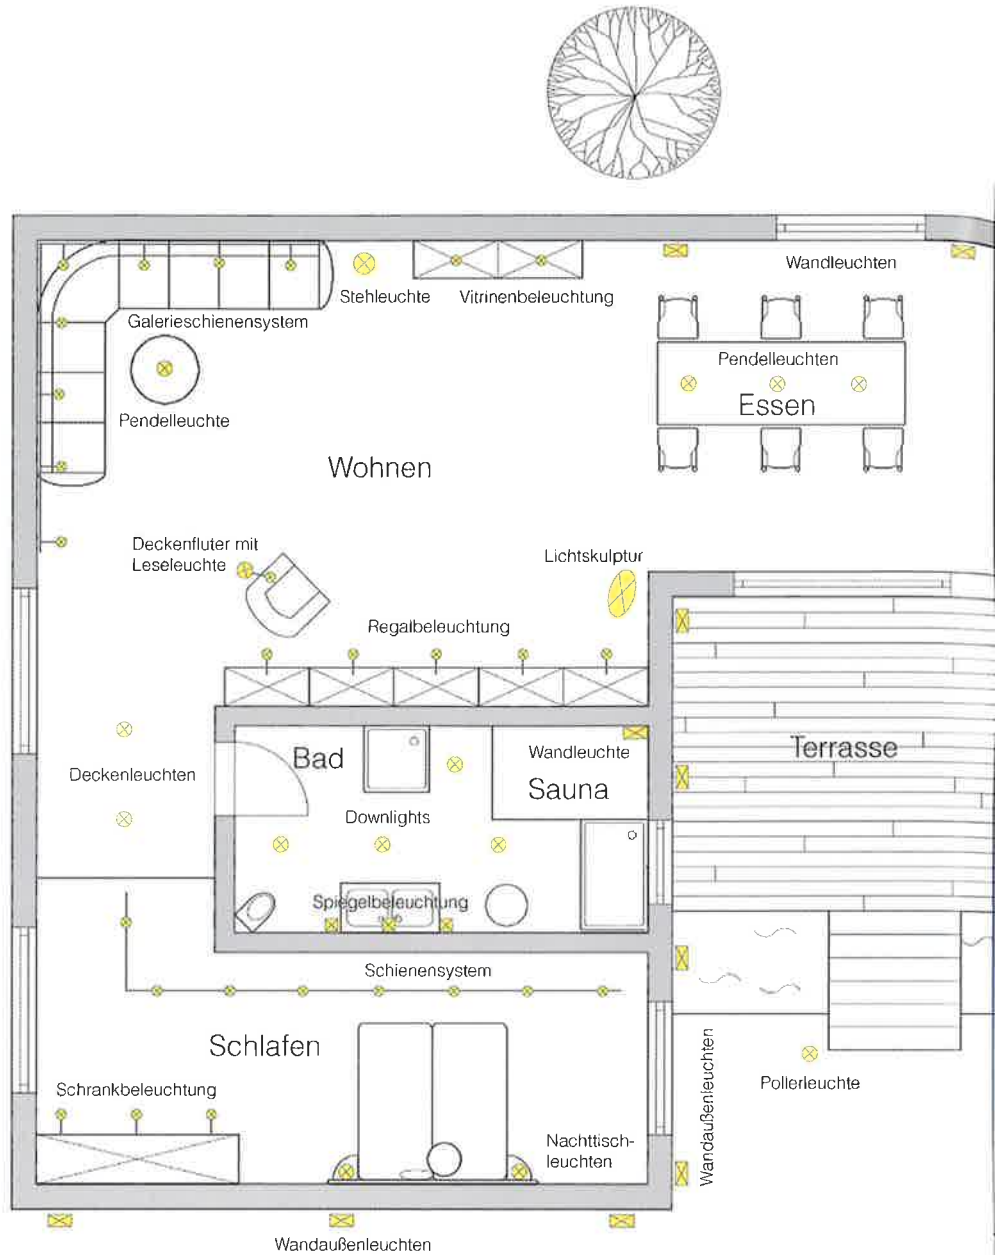 Wandleuchten
Stehleuchte
Vitrinenbeleuchtung
Galerieschienensystem
Pendelleuchten
Essen
Pendelleuchte
Wohnen
Deckenfluter mit
Leseleuchte
Lichtskulptur
Regalbeleuchtung
Bad
Wandleuchte
Terrasse
Deckenleuchten
Sauna
Downlights
Spiegelbeleuchtung
Schienensystem
Schlafen
Pollerleuchte
Schrankbeleuchtung
Wandaußenleuchten
Nachttisch-
leuchten
Wandaußenleuchten